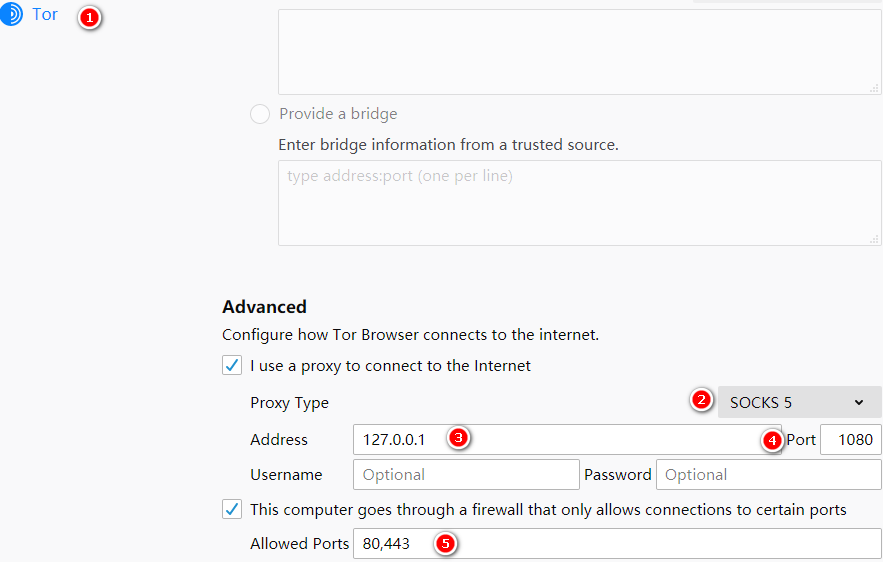 Tor 1
Provide a bridge
Enter bridge information from a trusted source.
type address:port (one per line)
Advanced
Configure how Tor Browser connects to the internet.
I use a proxy to connect to the Internet
Proxy Type 2 SOCKS 5
Address 127.0.0.1 3 4 Port 1080
Username Optional Password Optional
This computer goes through a firewall that only allows connections to certain ports
Allowed Ports 80,443 5